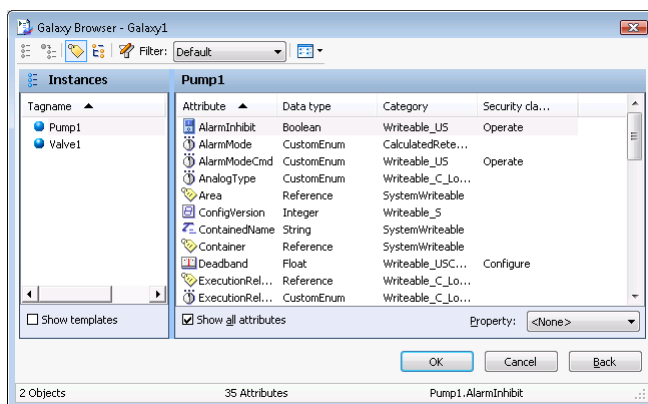 Galaxy Browser - Galaxy1
Filter: Default
Instances
Pump1
Tagname
Attribute Data type Category Security cla...
Pump1
Valve1
AlarmInhibit Boolean Writeable_US Operate
AlarmMode CustomEnum CalculatedRete...
AlarmModeCmd CustomEnum Writeable_US Operate
AnalogType CustomEnum Writeable_C_Lo...
Area Reference SystemWriteable
ConfigVersion Integer Writeable_S
ContainedName String SystemWriteable
Container Reference SystemWriteable
Deadband Float Writeable_USC... Configure
ExecutionRel... Reference Writeable_C_Lo...
ExecutionRel... CustomEnum Writeable_C_Lo...
Show templates
Show all attributes
Property: <None>
OK Cancel Back
2 Objects 35 Attributes Pump1.AlarmInhibit